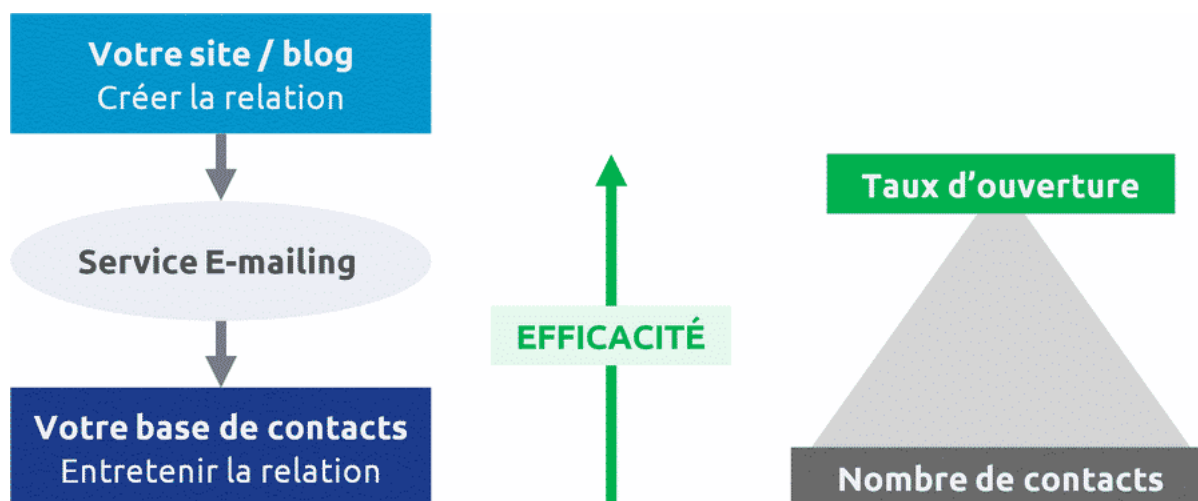 Votre site / blog
Créer la relation
Service E-mailing
Votre base de contacts
Entretenir la relation
EFFICACITÉ
Taux d’ouverture
Nombre de contacts